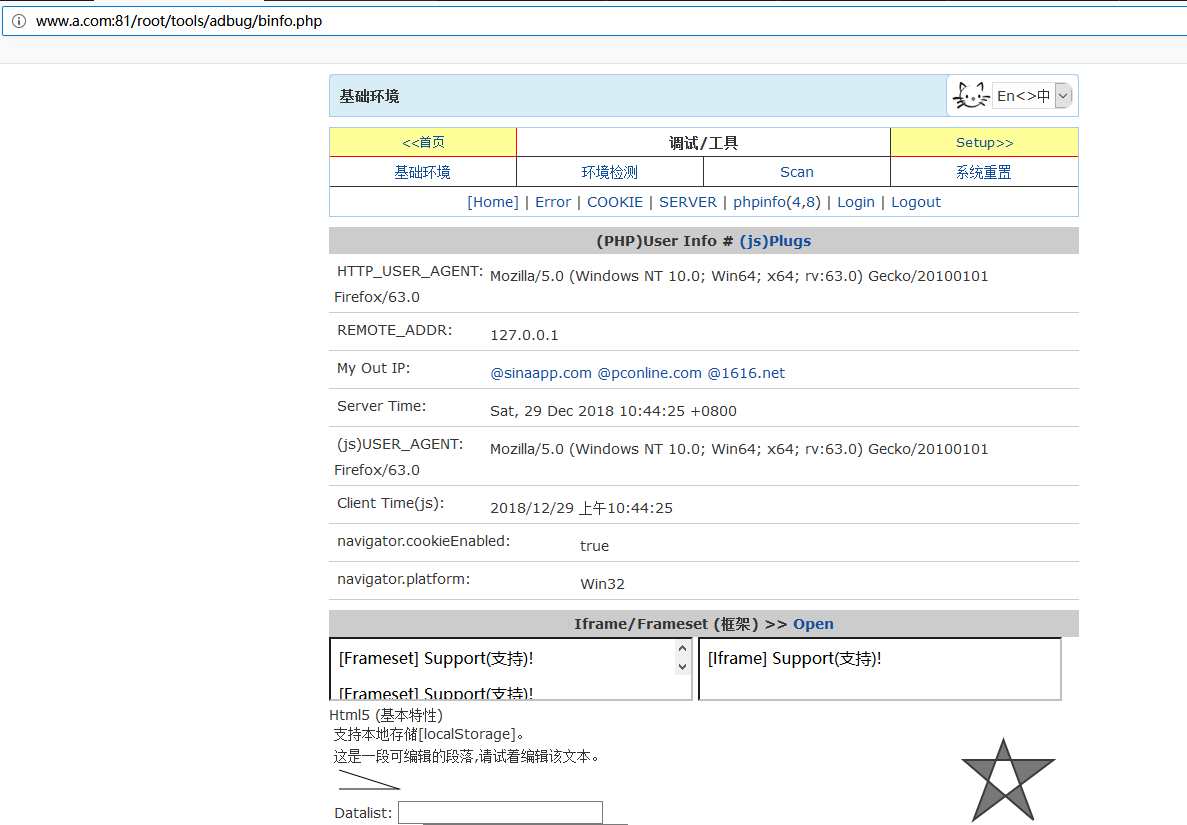 www.a.com:81/root/tools/adbug/binfo.php
基础环境
En<>中
<<首页 调试/工具 Setup>>
基础环境 环境检测 Scan 系统重置
[Home] | Error | COOKIE | SERVER | phpinfo(4,8) | Login | Logout
(PHP)User Info # (js)Plugs
HTTP_USER_AGENT: Mozilla/5.0 (Windows NT 10.0; Win64; x64; rv:63.0) Gecko/20100101
Firefox/63.0
REMOTE_ADDR: 127.0.0.1
My Out IP: @sinaapp.com @pconline.com @1616.net
Server Time: Sat, 29 Dec 2018 10:44:25 +0800
(js)USER_AGENT: Mozilla/5.0 (Windows NT 10.0; Win64; x64; rv:63.0) Gecko/20100101
Firefox/63.0
Client Time(js): 2018/12/29 上午10:44:25
navigator.cookieEnabled: true
navigator.platform: Win32
Iframe/Frameset (框架) >> Open
[Frameset] Support(支持)! [Iframe] Support(支持)!
[Frameset] Support(支持)!
Html5 (基本特性)
支持本地存储[localStorage]。
这是一段可编辑的段落,请试着编辑该文本。
Datalist: